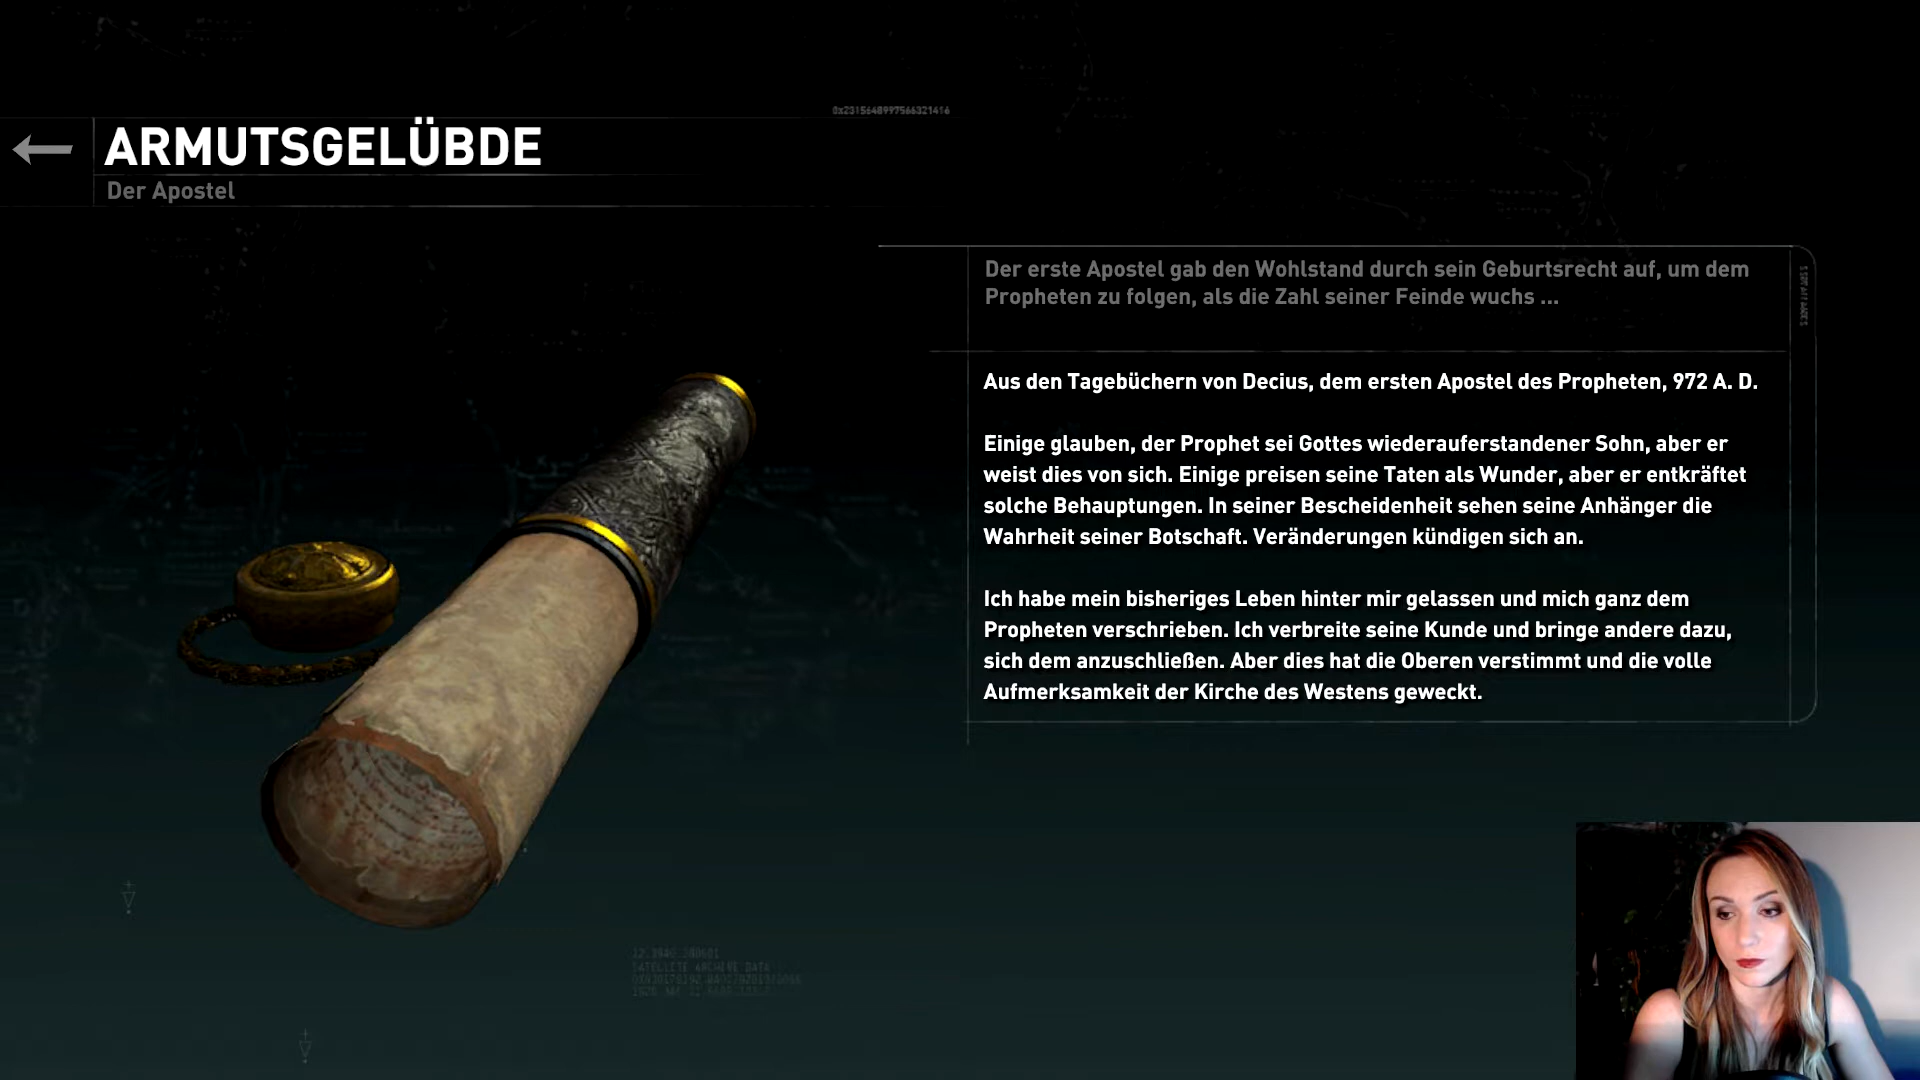 0x2315648997566321416
ARMUTSGELÜBDE
Der Apostel
Der erste Apostel gab den Wohlstand durch sein Geburtsrecht auf, um dem
Propheten zu folgen, als die Zahl seiner Feinde wuchs ...
Aus den Tagebüchern von Decius, dem ersten Apostel des Propheten, 972 A. D.
Einige glauben, der Prophet sei Gottes wiederauferstandener Sohn, aber er
weist dies von sich. Einige preisen seine Taten als Wunder, aber er entkräftet
solche Behauptungen. In seiner Bescheidenheit sehen seine Anhänger die
Wahrheit seiner Botschaft. Veränderungen kündigen sich an.
Ich habe mein bisheriges Leben hinter mir gelassen und mich ganz dem
Propheten verschrieben. Ich verbreite seine Kunde und bringe andere dazu,
sich dem anzuschließen. Aber dies hat die Oberen verstimmt und die volle
Aufmerksamkeit der Kirche des Westens geweckt.
SATELLITE ARCHIVE DATA